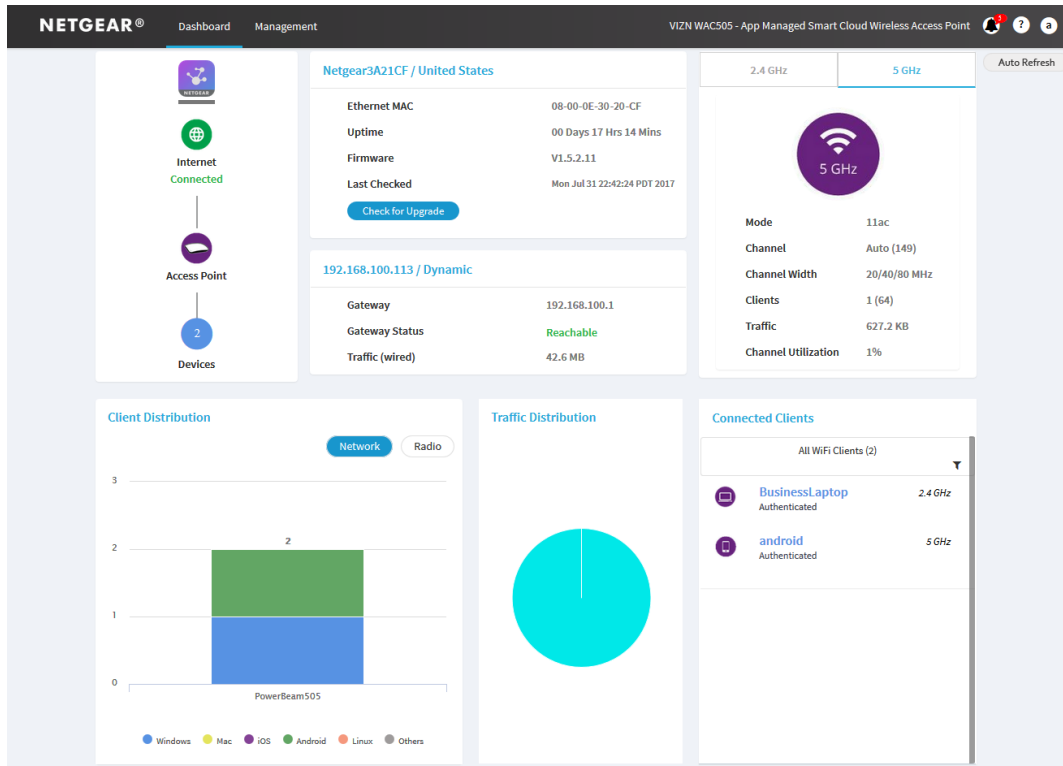 NETGEAR®
Dashboard
Management
VIZN WAC505 - App Managed Smart Cloud Wireless Access Point
5
?
a
Auto Refresh
NETGEAR
Internet
Connected
Access Point
2
Devices
Netgear3A21CF / United States
Ethernet MAC 08-00-0E-30-20-CF
Uptime 00 Days 17 Hrs 14 Mins
Firmware V1.5.2.11
Last Checked Mon Jul 31 22:42:24 PDT 2017
Check for Upgrade
192.168.100.113 / Dynamic
Gateway 192.168.100.1
Gateway Status Reachable
Traffic (wired) 42.6 MB
2.4 GHz
5 GHz
5 GHz
Mode 11ac
Channel Auto (149)
Channel Width 20/40/80 MHz
Clients 1 (64)
Traffic 627.2 KB
Channel Utilization 1%
Client Distribution
Network
Radio
3
2
1
0
2
PowerBeam505
Windows Mac iOS Android Linux Others
Traffic Distribution
Connected Clients
All WiFi Clients (2)
BusinessLaptop 2.4 GHz
Authenticated
android 5 GHz
Authenticated